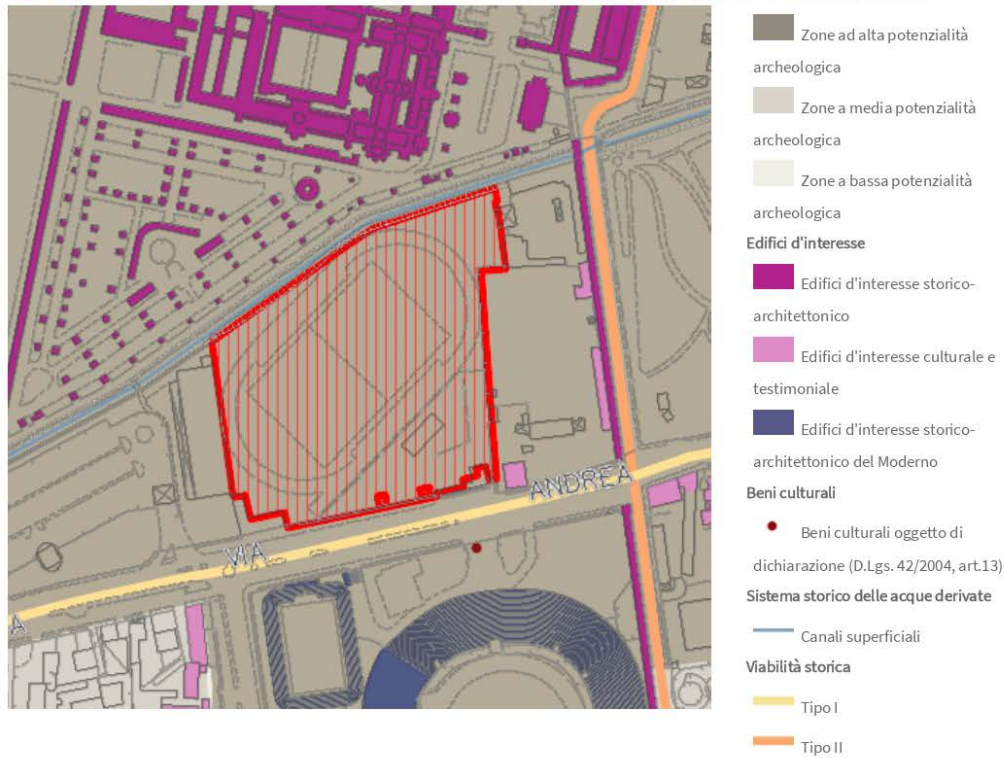 Zone ad alta potenzialità
archeologica
Zone a media potenzialità
archeologica
Zone a bassa potenzialità
archeologica
Edifici d'interesse
Edifici d'interesse storico-
architettonico
Edifici d'interesse culturale e
testimoniale
Edifici d'interesse storico-
architettonico del Moderno
Beni culturali
Beni culturali oggetto di
dichiarazione (D.Lgs. 42/2004, art.13)
Sistema storico delle acque derivate
Canali superficiali
Viabilità storica
Tipo I
Tipo II
VIA ANDREA
A